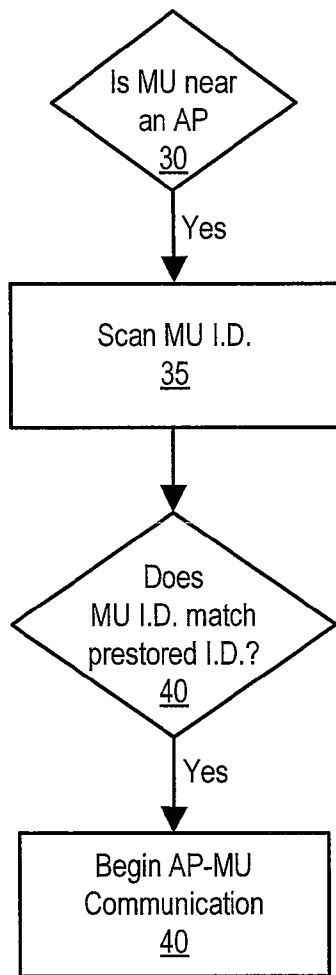 Is MU near
an AP
30
Yes
Scan MU I.D.
35
Does
MU I.D. match
prestored I.D.?
40
Yes
Begin AP-MU
Communication
40